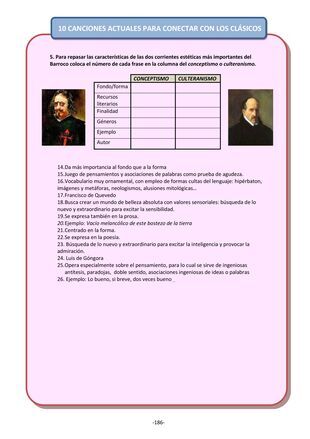 10 CANCIONES ACTUALES PARA CONECTAR CON LOS CLÁSICOS
5. Para repasar las características de las dos corrientes estéticas más importantes del
Barroco coloca el número de cada frase en la columna del conceptismo o culteranismo.
CONCEPTISMO CULTERANISMO
Fondo/forma
Recursos
literarios
Finalidad
Géneros
Ejemplo
Autor
14.Da más importancia al fondo que a la forma
15.Juego de pensamientos y asociaciones de palabras como prueba de agudeza.
16.Vocabulario muy ornamental, con empleo de formas cultas del lenguaje: hipérbaton,
imágenes y metáforas, neologismos, alusiones mitológicas…
17.Francisco de Quevedo
18.Busca crear un mundo de belleza absoluta con valores sensoriales: búsqueda de lo
nuevo y extraordinario para excitar la sensibilidad.
19.Se expresa también en la prosa.
20.Ejemplo: Vacío melancólico de este bostezo de la tierra
21.Centrado en la forma.
22.Se expresa en la poesía.
23. Búsqueda de lo nuevo y extraordinario para excitar la inteligencia y provocar la
admiración.
24. Luis de Góngora
25.Opera especialmente sobre el pensamiento, para lo cual se sirve de ingeniosas
antítesis, paradojas, doble sentido, asociaciones ingeniosas de ideas o palabras
26. Ejemplo: Lo bueno, si breve, dos veces bueno
-186-